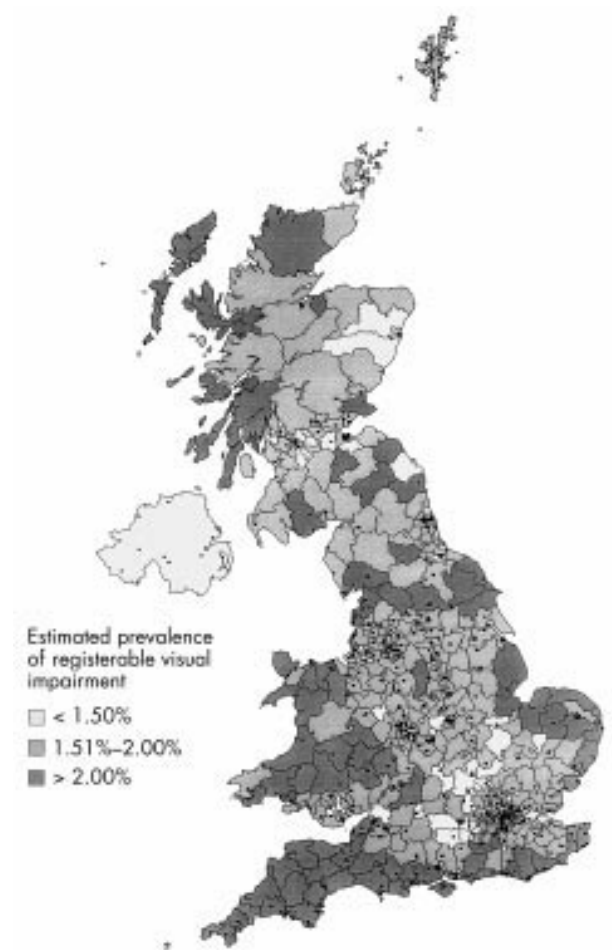 Estimated prevalence
of registerable visual
impairment
< 1.50%
1.51%–2.00%
> 2.00%